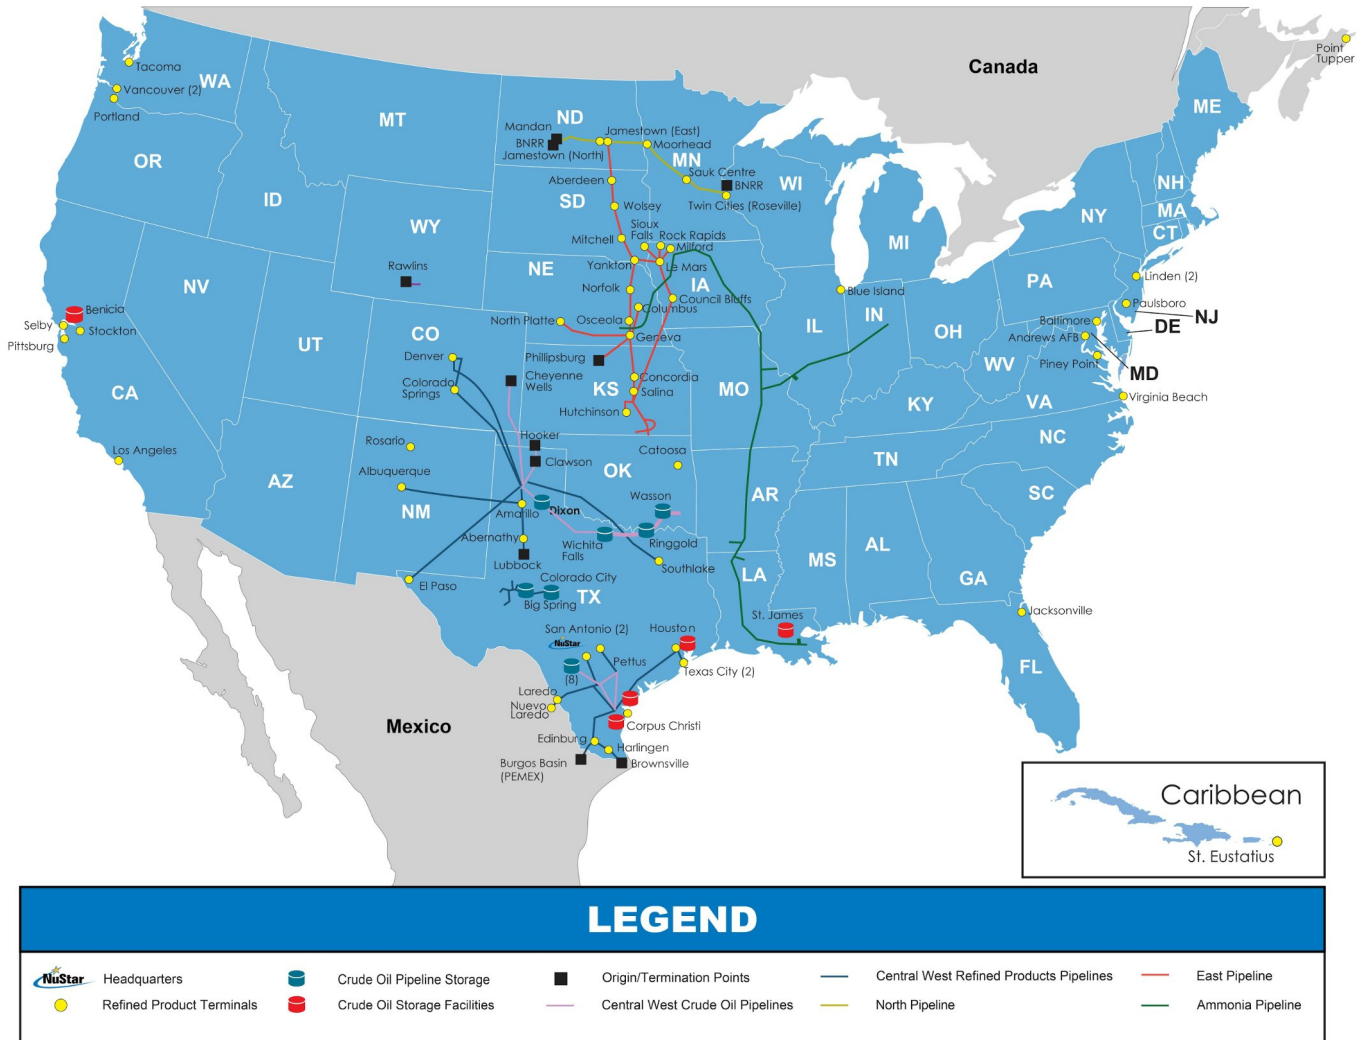 Canada
Point
Tupper
Tacoma
WA
Vancouver (2)
Portland
MT
ND
Mandan
BNRR
Jamestown (East)
Jamestown (North)
Moorhead
MN
ME
OR
ID
Sauk Centre
BNRR
Twin Cities (Roseville)
WI
Aberdeen
SD
Wolsey
NH
MA
CT
NY
MI
WY
Mitchell
Sioux
Falls
Rock Rapids
Milford
Rawlins
NE
Yankton
Le Mars
IA
NV
Norfolk
Council Bluffs
Columbus
Blue Island
PA
Linden (2)
Paulsboro
NJ
DE
Benicia
Selby
Stockton
Pittsburg
UT
CO
North Platte
Osceola
Geneva
IL
IN
OH
Baltimore
Andrews AFB
WV
Piney Point
MD
Denver
Colorado
Springs
Phillipsburg
Cheyenne
Wells
KS
Concordia
Salina
MO
CA
Hutchinson
KY
VA
Virginia Beach
NC
Los Angeles
Rosario
Albuquerque
Hooker
Clawson
OK
Catoosa
TN
AZ
NM
Amarillo
Dixon
Wasson
AR
SC
Abernathy
Lubbock
Wichita
Falls
Ringgold
Southlake
MS
AL
GA
El Paso
Colorado City
Big Spring
TX
LA
St. James
Jacksonville
San Antonio (2)
Houston
NuStar
Pettus
(8)
Texas City (2)
FL
Laredo
Nuevo
Laredo
Mexico
Corpus Christi
Edinburg
Harlingen
Burgos Basin
(PEMEX)
Brownsville
Caribbean
St. Eustatius
LEGEND
NuStar
Headquarters
Crude Oil Pipeline Storage
Origin/Termination Points
Central West Refined Products Pipelines
East Pipeline
Refined Product Terminals
Crude Oil Storage Facilities
Central West Crude Oil Pipelines
North Pipeline
Ammonia Pipeline